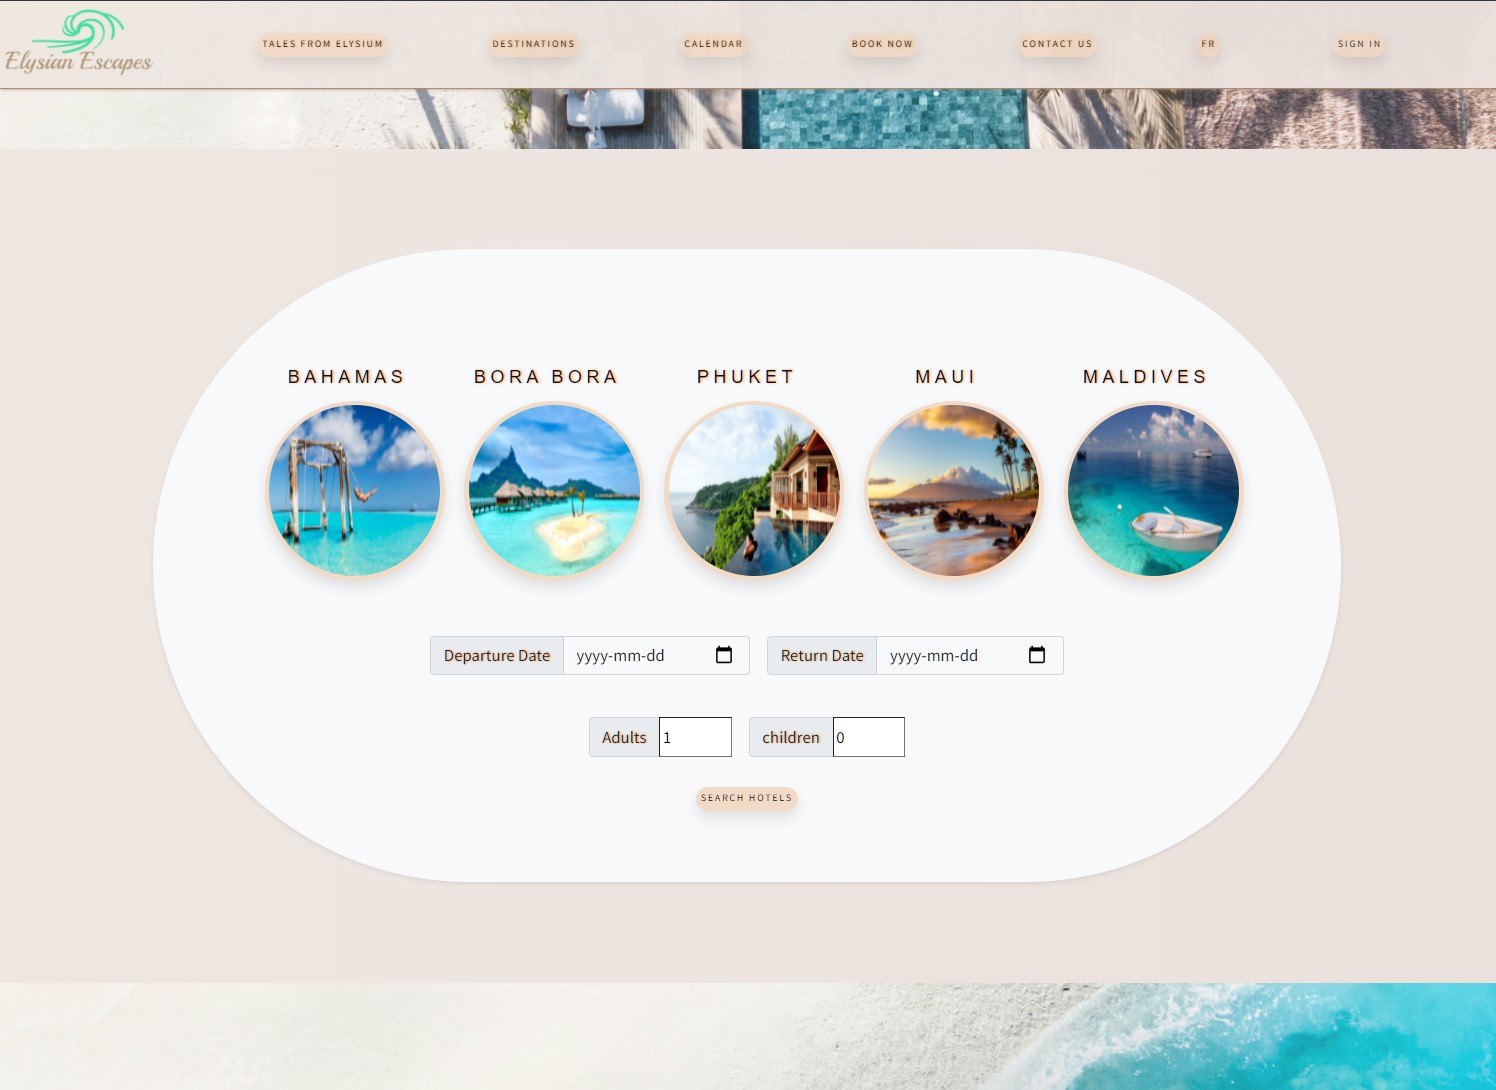 Elysian Escapes
TALES FROM ELYSIUM
DESTINATIONS
CALENDAR
BOOK NOW
CONTACT US
FR
SIGN IN
BAHAMAS
BORA BORA
PHUKET
MAUI
MALDIVES
Departure Date yyyy-mm-dd
Return Date yyyy-mm-dd
Adults 1
children 0
SEARCH HOTELS